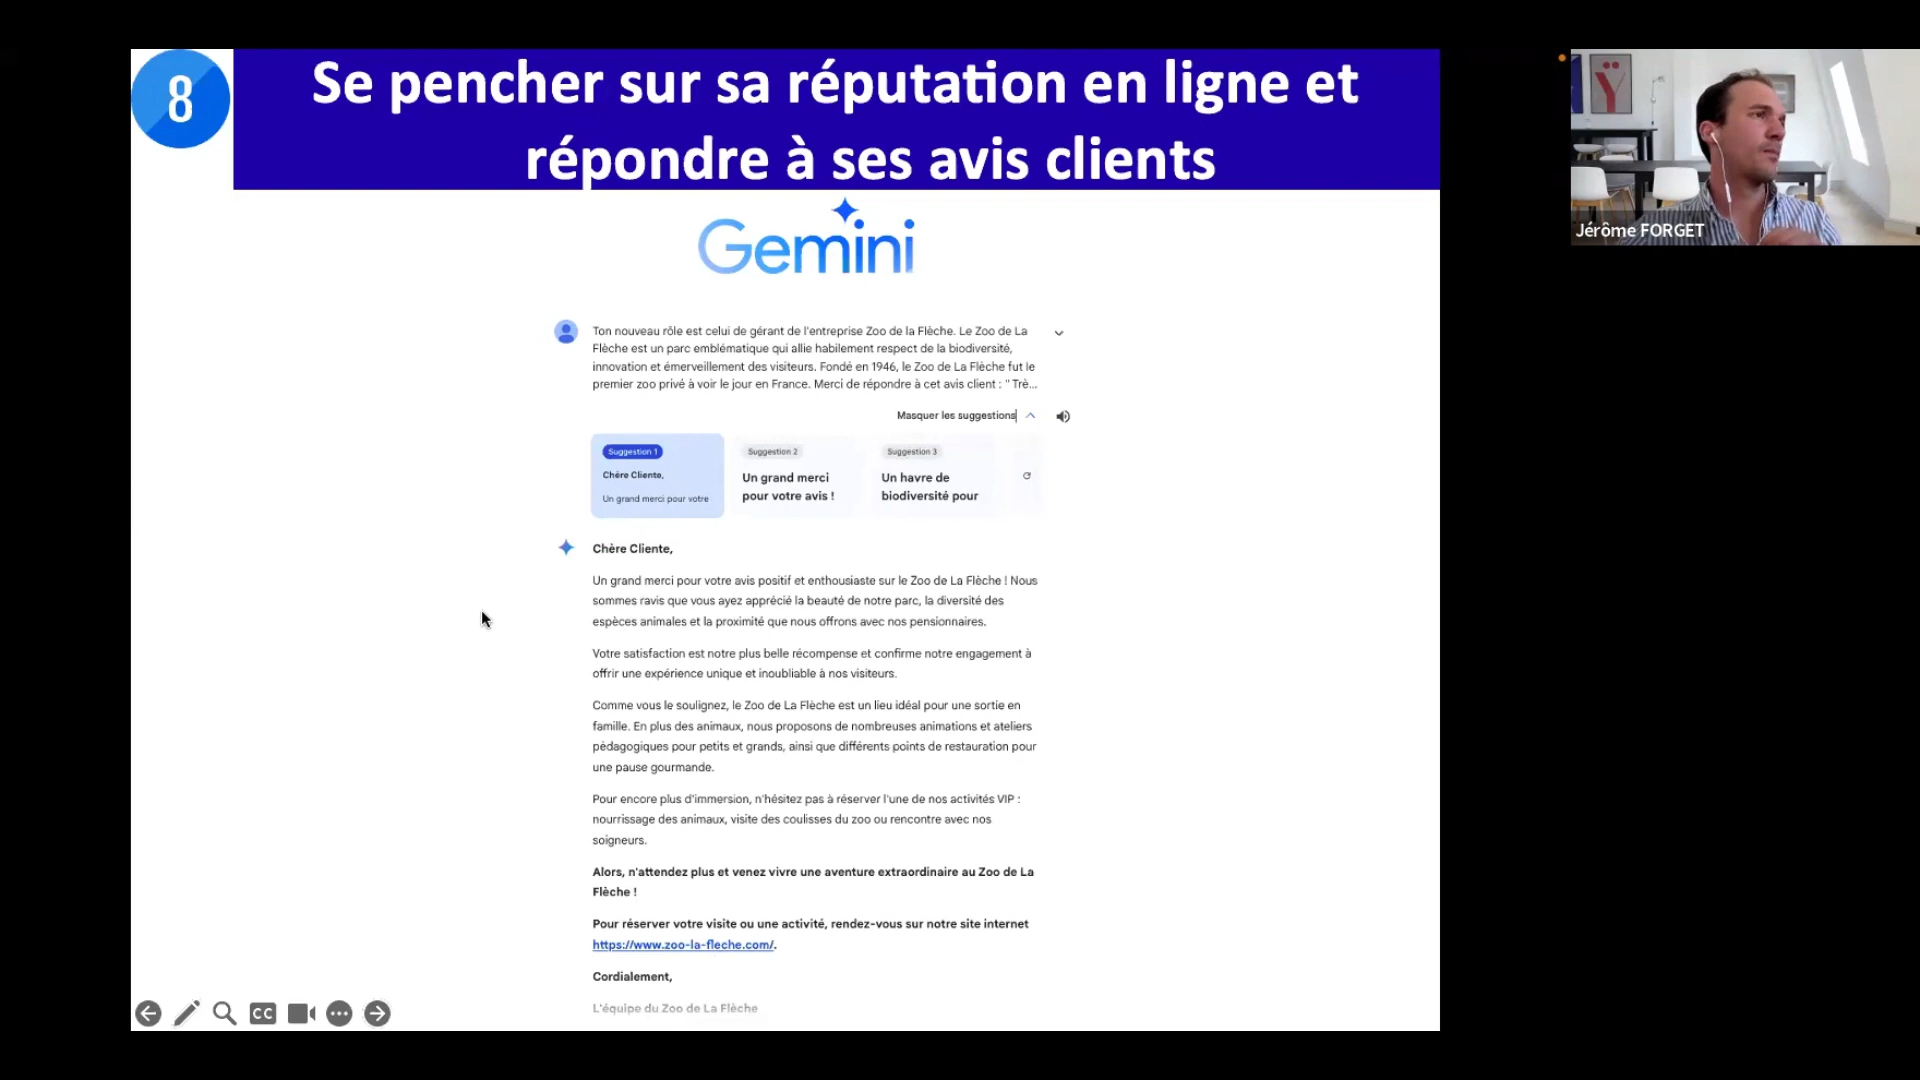 8
Se pencher sur sa réputation en ligne et
répondre à ses avis clients
Gemini
Ton nouveau rôle est celui de gérant de l'entreprise Zoo de la Flèche. Le Zoo de La
Flèche est un parc emblématique qui allie habilement respect de la biodiversité,
innovation et émerveillement des visiteurs. Fondé en 1946, le Zoo de La Flèche fut le
premier zoo privé à voir le jour en France. Merci de répondre à cet avis client : " Trè...
Masquer les suggestions
Suggestion 1
Chère Cliente,
Un grand merci pour votre
Suggestion 2
Un grand merci
pour votre avis !
Suggestion 3
Un havre de
biodiversité pour
Chère Cliente,
Un grand merci pour votre avis positif et enthousiaste sur le Zoo de La Flèche ! Nous
sommes ravis que vous ayez apprécié la beauté de notre parc, la diversité des
espèces animales et la proximité que nous offrons avec nos pensionnaires.
Votre satisfaction est notre plus belle récompense et confirme notre engagement à
offrir une expérience unique et inoubliable à nos visiteurs.
Comme vous le soulignez, le Zoo de La Flèche est un lieu idéal pour une sortie en
famille. En plus des animaux, nous proposons de nombreuses animations et ateliers
pédagogiques pour petits et grands, ainsi que différents points de restauration pour
une pause gourmande.
Pour encore plus d'immersion, n'hésitez pas à réserver l'une de nos activités VIP :
nourrissage des animaux, visite des coulisses du zoo ou rencontre avec nos
soigneurs.
Alors, n'attendez plus et venez vivre une aventure extraordinaire au Zoo de La
Flèche !
Pour réserver votre visite ou une activité, rendez-vous sur notre site internet
https://www.zoo-la-fleche.com/.
Cordialement,
L'équipe du Zoo de La Flèche
CC
Ï
Jérôme FORGET